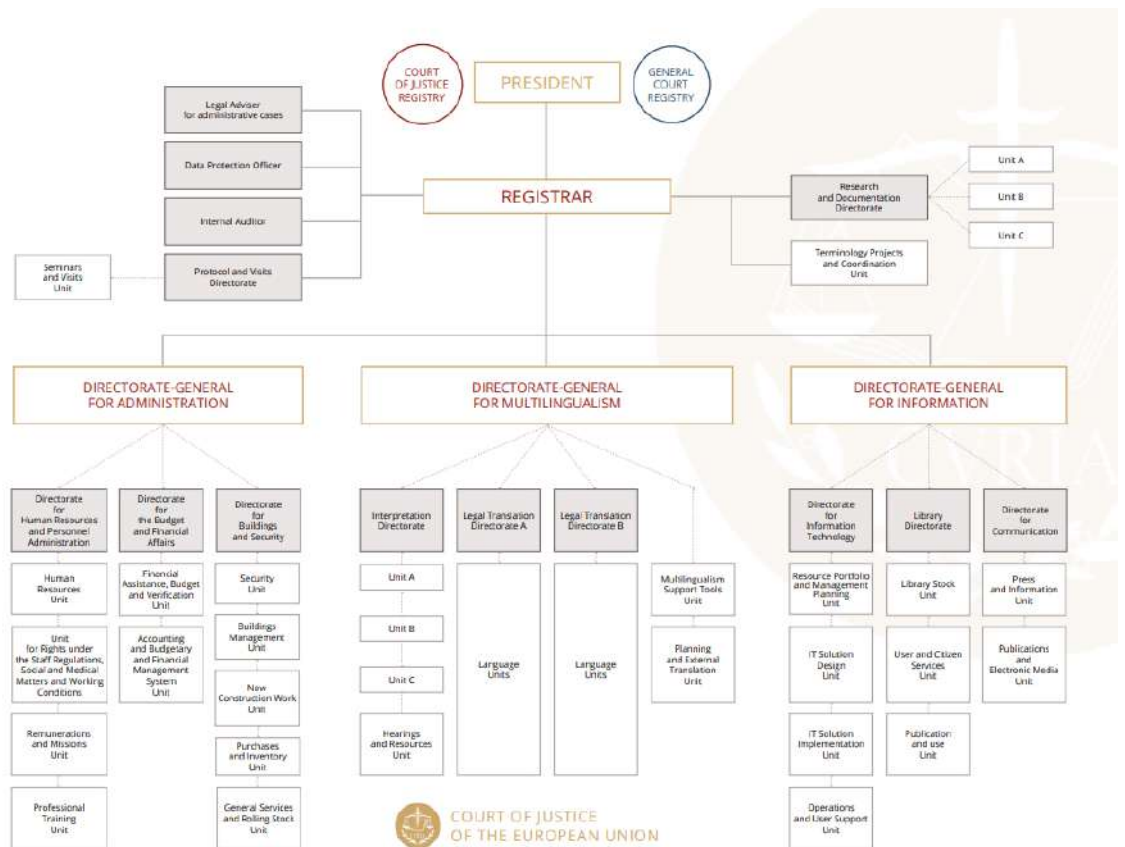 COURT
OF JUSTICE
REGISTRY
PRESIDENT
GENERAL
COURT
REGISTRY
Legal Adviser
for administrative cases
Data Protection Officer
Internal Auditor
Protocol and Visits
Directorate
Seminars
and Visits
Unit
REGISTRAR
Research
and Documentation
Directorate
Unit A
Unit B
Unit C
Terminology Projects
and Coordination
Unit
DIRECTORATE-GENERAL
FOR ADMINISTRATION
DIRECTORATE-GENERAL
FOR MULTILINGUALISM
DIRECTORATE-GENERAL
FOR INFORMATION
CVRIA
Directorate
for
Human Resources
and Personnel
Administration
Human
Resources
Unit
Unit
for Rights under
the Staff Regulations,
Social and Medical
Matters and Working
Conditions
Remunerations
and Missions
Unit
Professional
Training
Unit
Directorate
for
the Budget
and Financial
Affairs
Financial
Assistance, Budget
and Verification
Unit
Accounting
and Budgetary
and Financial
Management
System
Unit
Directorate
for
Buildings
and Security
Security
Unit
Buildings
Management
Unit
New
Construction Work
Unit
Purchases
and Inventory
Unit
General Services
and Rolling Stock
Unit
Interpretation
Directorate
Unit A
Unit B
Unit C
Hearings
and Resources
Unit
Legal Translation
Directorate A
Language
Units
Legal Translation
Directorate B
Language
Units
Multilingualism
Support Tools
Unit
Planning
and External
Translation
Unit
Directorate
for
Information
Technology
Resource Portfolio
and Management
Planning
Unit
IT Solution
Design
Unit
IT Solution
Implementation
Unit
Operations
and User Support
Unit
Library
Directorate
Library Stock
Unit
User and Citizen
Services
Unit
Publication
and use
Unit
Directorate
for
Communication
Press
and Information
Unit
Publications
and
Electronic Media
Unit
COURT OF JUSTICE
OF THE EUROPEAN UNION